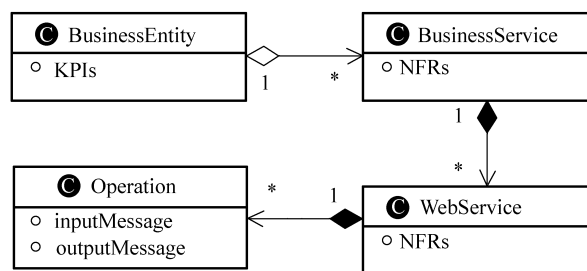 C BusinessEntity
KPIs
1
*
C BusinessService
NFRs
1
*
C Operation
inputMessage
outputMessage
*
1
C WebService
NFRs